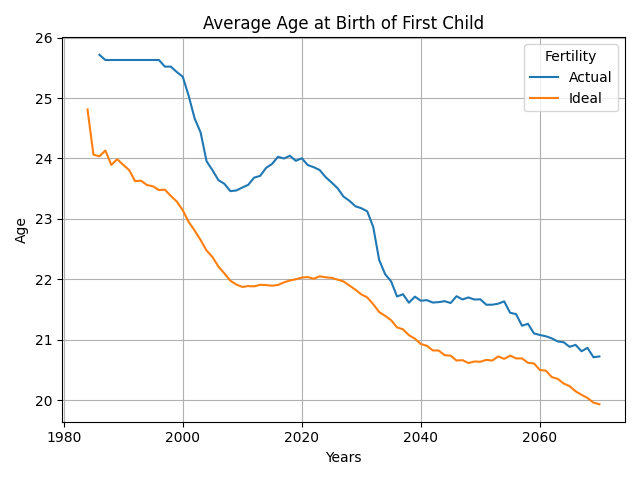 Average Age at Birth of First Child
Fertility
Actual
Ideal
26
25
24
23
22
21
20
Age
1980
2000
2020
2040
2060
Years